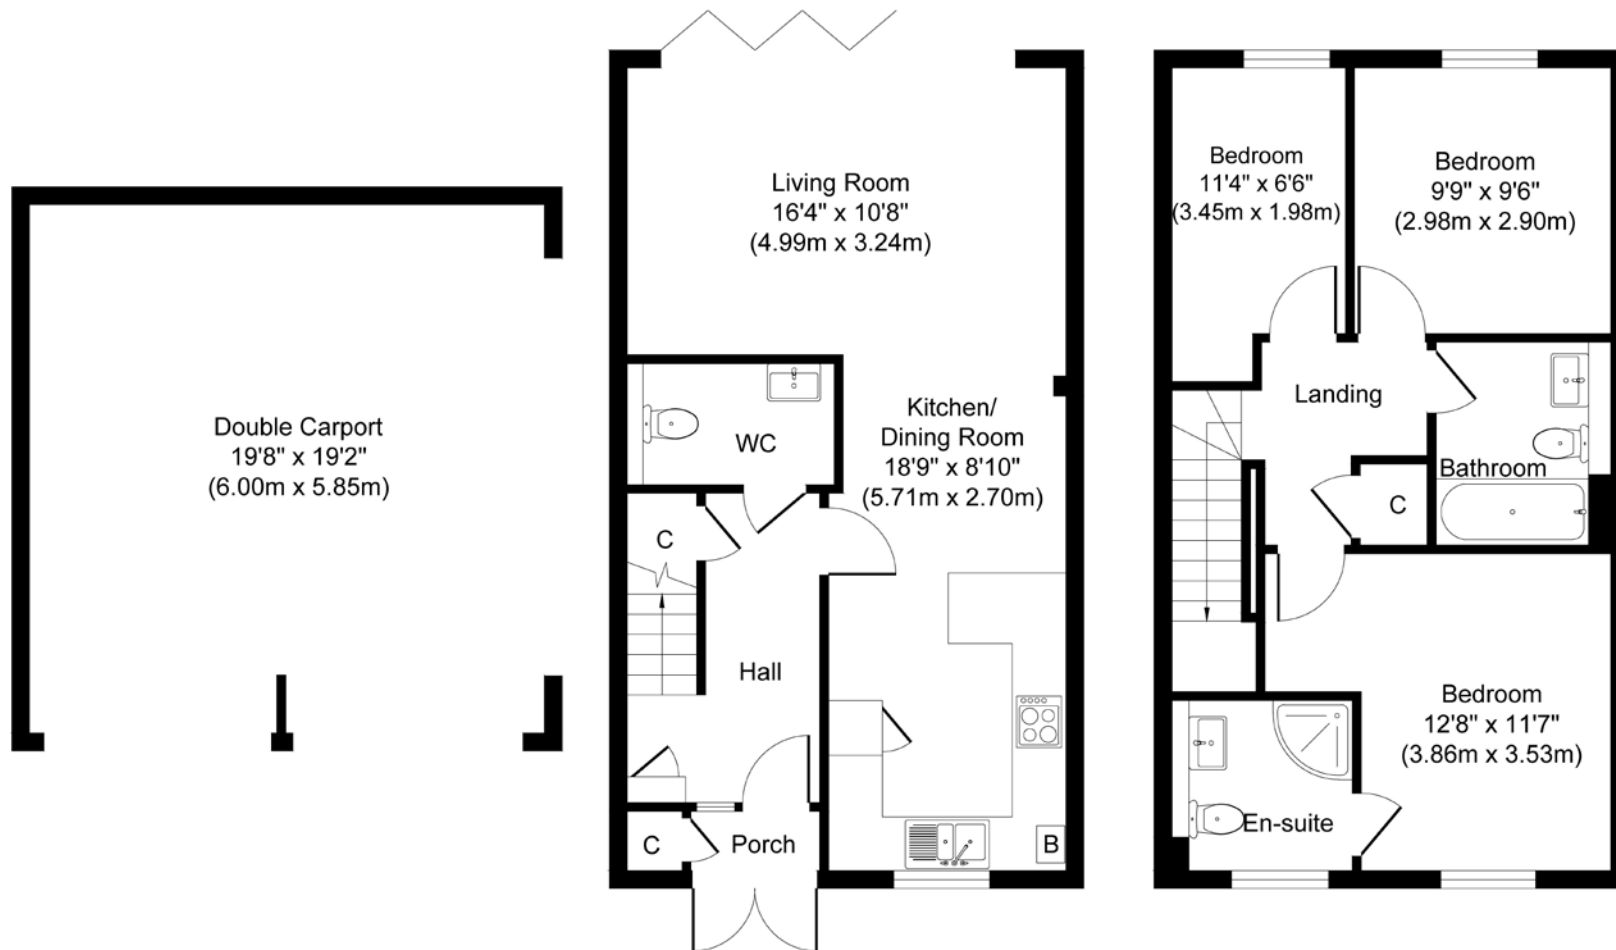 Double Carport
19'8" x 19'2"
(6.00m x 5.85m)
Living Room
16'4" x 10'8"
(4.99m x 3.24m)
WC
Kitchen/
Dining Room
18'9" x 8'10"
(5.71m x 2.70m)
C
Hall
C
Porch
B
Bedroom
11'4" x 6'6"
(3.45m x 1.98m)
Bedroom
9'9" x 9'6"
(2.98m x 2.90m)
Landing
Bathroom
C
Bedroom
12'8" x 11'7"
(3.86m x 3.53m)
En-suite